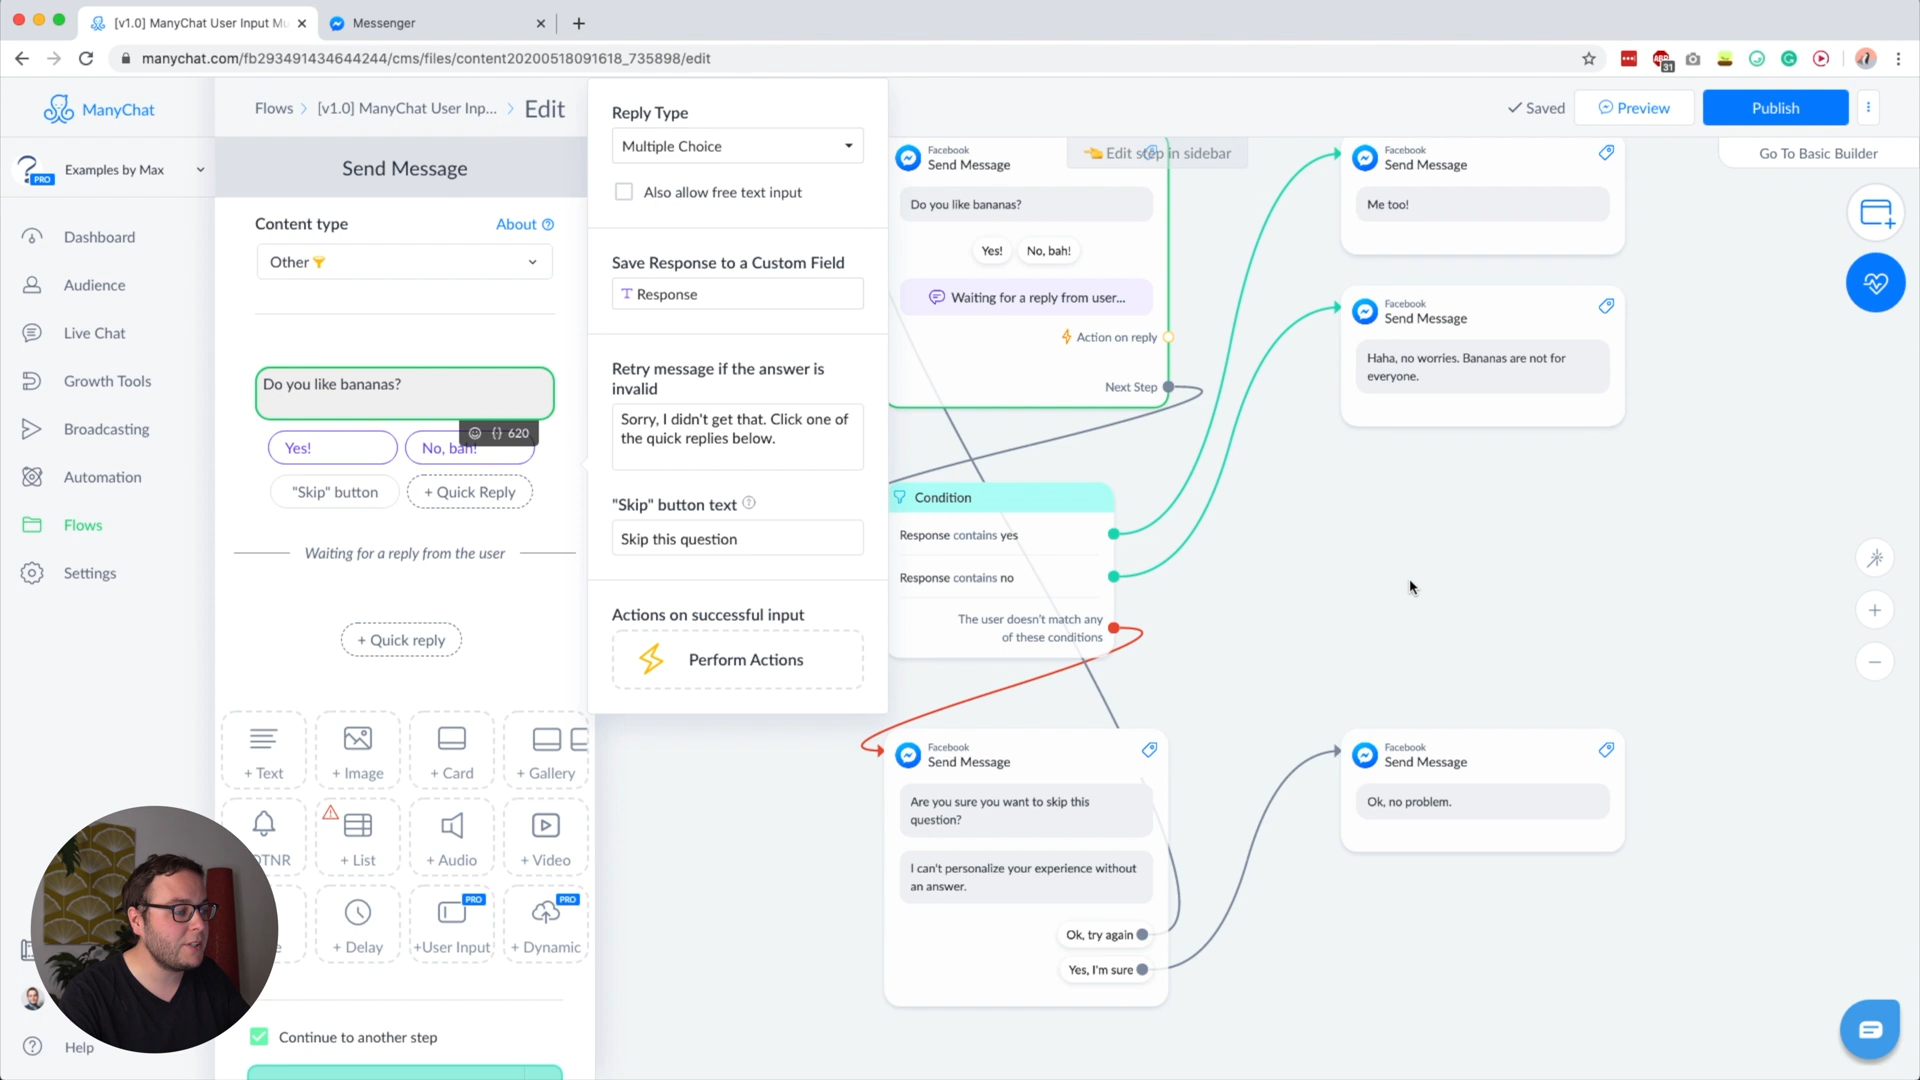 [v1.0] ManyChat User Input Mu
Messenger
manychat.com/fb293491434644244/cms/files/content20200518091618_735898/edit
31
ManyChat
Flows
[v1.0] ManyChat User Inp...
Edit
Saved
Preview
Publish
Examples by Max
PRO
Send Message
Go To Basic Builder
Dashboard
Audience
Live Chat
Growth Tools
Broadcasting
Automation
Flows
Settings
Help
Content type
About
Other
Do you like bananas?
{} 620
Yes!
No, bah!
"Skip" button
+ Quick Reply
Waiting for a reply from the user
+ Quick reply
+ Text
+ Image
+ Card
+ Gallery
OTNR
+ List
+ Audio
+ Video
+ Delay
PRO
+User Input
PRO
+ Dynamic
Continue to another step
Reply Type
Multiple Choice
Also allow free text input
Save Response to a Custom Field
Response
Retry message if the answer is
invalid
Sorry, I didn't get that. Click one of
the quick replies below.
"Skip" button text
Skip this question
Actions on successful input
Perform Actions
Facebook
Send Message
Edit step in sidebar
Do you like bananas?
Yes!
No, bah!
Waiting for a reply from user...
Action on reply
Next Step
Facebook
Send Message
Me too!
Facebook
Send Message
Haha, no worries. Bananas are not for
everyone.
Condition
Response contains yes
Response contains no
The user doesn't match any
of these conditions
Facebook
Send Message
Are you sure you want to skip this
question?
I can't personalize your experience without
an answer.
Ok, try again
Yes, I'm sure
Facebook
Send Message
Ok, no problem.